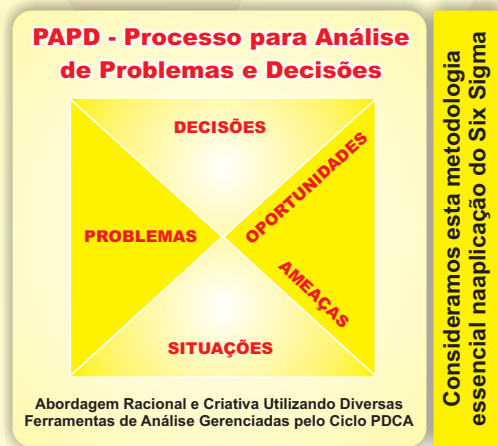 PAPD - Processo para Análise
de Problemas e Decisões
DECISÕES
OPORTUNIDADES
PROBLEMAS
AMEAÇAS
SITUAÇÕES
Abordagem Racional e Criativa Utilizando Diversas
Ferramentas de Análise Gerenciadas pelo Ciclo PDCA
Consideramos esta metodologia
essencial naaplicação do Six Sigma